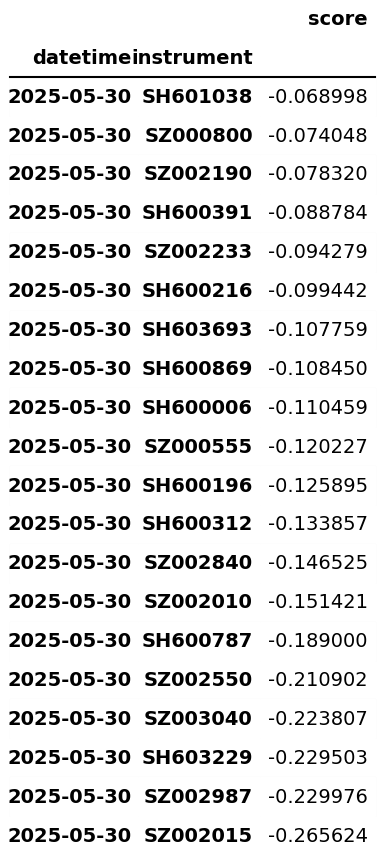 score
datetime instrument
2025-05-30 SH601038 -0.068998
2025-05-30 SZ000800 -0.074048
2025-05-30 SZ002190 -0.078320
2025-05-30 SH600391 -0.088784
2025-05-30 SZ002233 -0.094279
2025-05-30 SH600216 -0.099442
2025-05-30 SH603693 -0.107759
2025-05-30 SH600869 -0.108450
2025-05-30 SH600006 -0.110459
2025-05-30 SZ000555 -0.120227
2025-05-30 SH600196 -0.125895
2025-05-30 SH600312 -0.133857
2025-05-30 SZ002840 -0.146525
2025-05-30 SZ002010 -0.151421
2025-05-30 SH600787 -0.189000
2025-05-30 SZ002550 -0.210902
2025-05-30 SZ003040 -0.223807
2025-05-30 SH603229 -0.229503
2025-05-30 SZ002987 -0.229976
2025-05-30 SZ002015 -0.265624